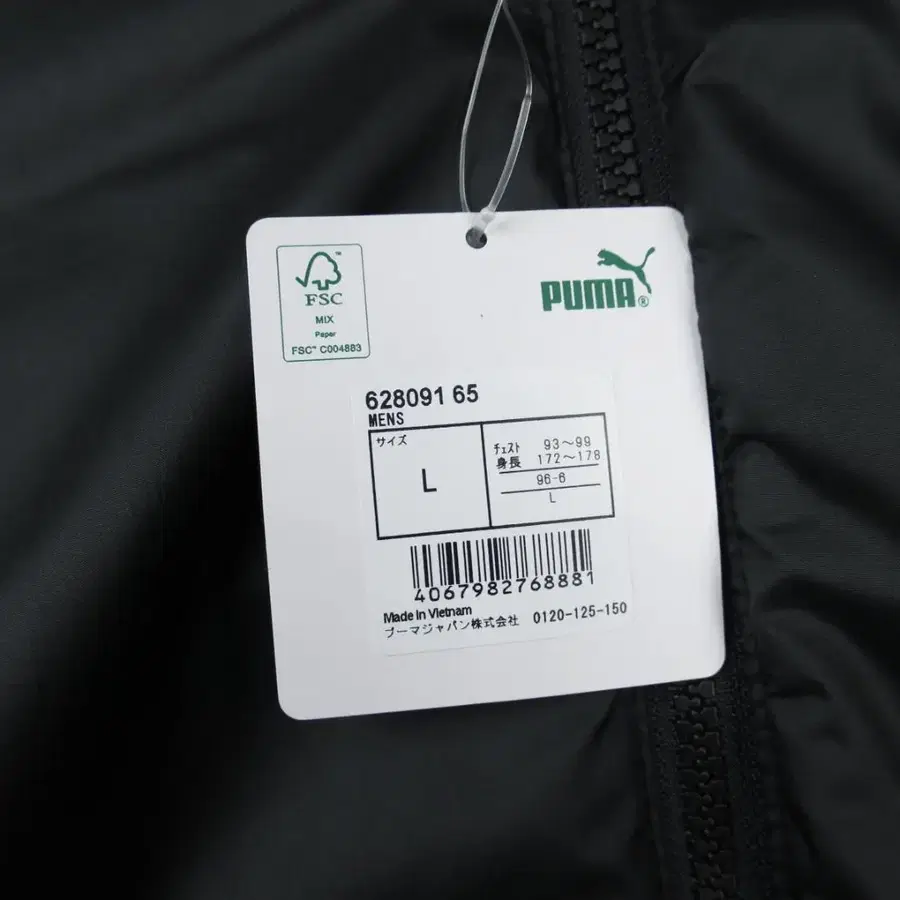 FSC
MIX
Paper
FSC™ C004883
PUMA®
628091 65
MENS
サイズ
L
チェスト 93～99
身長 172～178
96-6
L
4067982768881
Made in Vietnam
プーマジャパン株式会社 0120-125-150